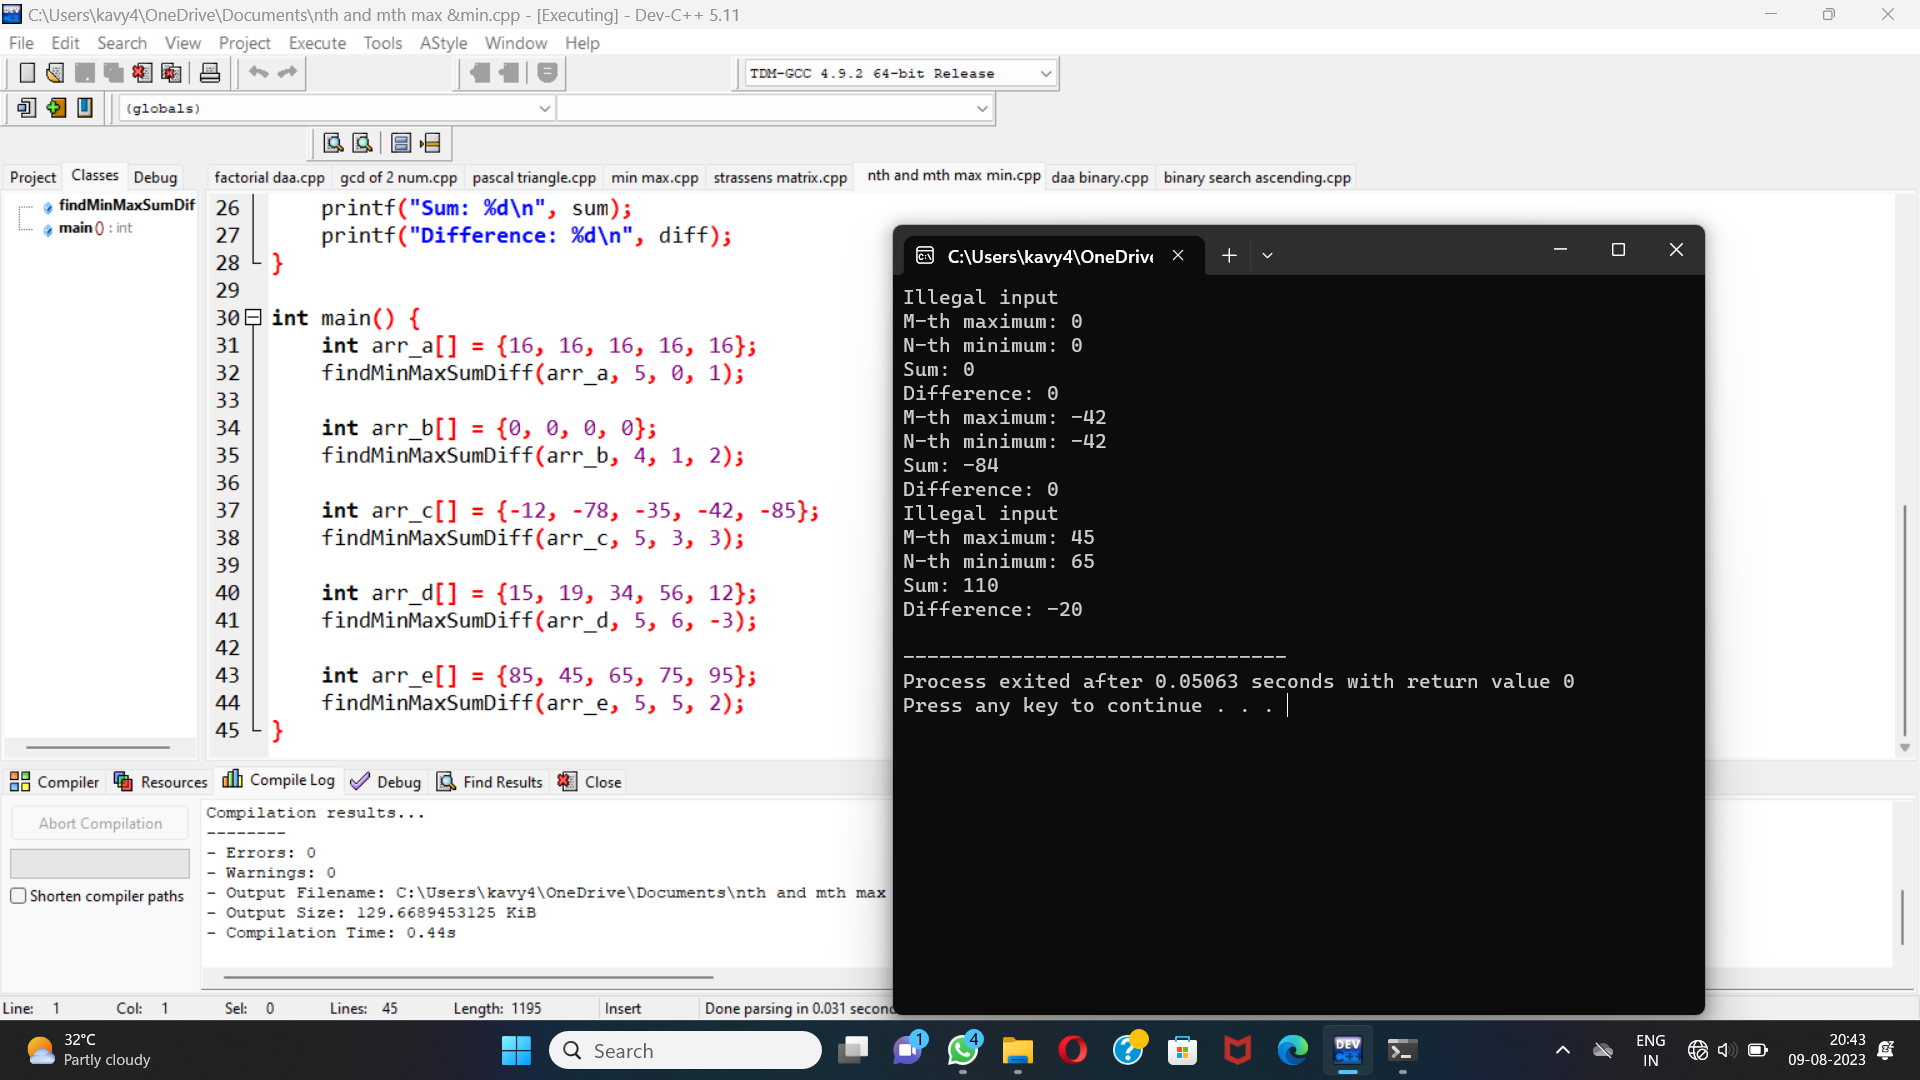 C:\Users\kavy4\OneDrive\Documents\nth and mth max &min.cpp - [Executing] - Dev-C++ 5.11
File Edit Search View Project Execute Tools AStyle Window Help
TDM-GCC 4.9.2 64-bit Release
(globals)
Project Classes Debug
factorial daa.cpp gcd of 2 num.cpp pascal triangle.cpp min max.cpp strassens matrix.cpp nth and mth max min.cpp daa binary.cpp binary search ascending.cpp
findMinMaxSumDif
main () : int
26 printf("Sum: %d\n", sum);
27 printf("Difference: %d\n", diff);
28 }
29
30 int main() {
31 int arr_a[] = {16, 16, 16, 16, 16};
32 findMinMaxSumDiff(arr_a, 5, 0, 1);
33
34 int arr_b[] = {0, 0, 0, 0};
35 findMinMaxSumDiff(arr_b, 4, 1, 2);
36
37 int arr_c[] = {-12, -78, -35, -42, -85};
38 findMinMaxSumDiff(arr_c, 5, 3, 3);
39
40 int arr_d[] = {15, 19, 34, 56, 12};
41 findMinMaxSumDiff(arr_d, 5, 6, -3);
42
43 int arr_e[] = {85, 45, 65, 75, 95};
44 findMinMaxSumDiff(arr_e, 5, 5, 2);
45 }
C:\Users\kavy4\OneDrive
Illegal input
M-th maximum: 0
N-th minimum: 0
Sum: 0
Difference: 0
M-th maximum: -42
N-th minimum: -42
Sum: -84
Difference: 0
Illegal input
M-th maximum: 45
N-th minimum: 65
Sum: 110
Difference: -20
--------------------------------
Process exited after 0.05063 seconds with return value 0
Press any key to continue . . .
Compiler Resources Compile Log Debug Find Results Close
Abort Compilation
Shorten compiler paths
Compilation results...
--------
- Errors: 0
- Warnings: 0
- Output Filename: C:\Users\kavy4\OneDrive\Documents\nth and mth max
- Output Size: 129.6689453125 KiB
- Compilation Time: 0.44s
Line: 1 Col: 1 Sel: 0 Lines: 45 Length: 1195 Insert Done parsing in 0.031 secon
32°C
Partly cloudy
Search
1
4
DEV
C++
ENG
IN
20:43
09-08-2023